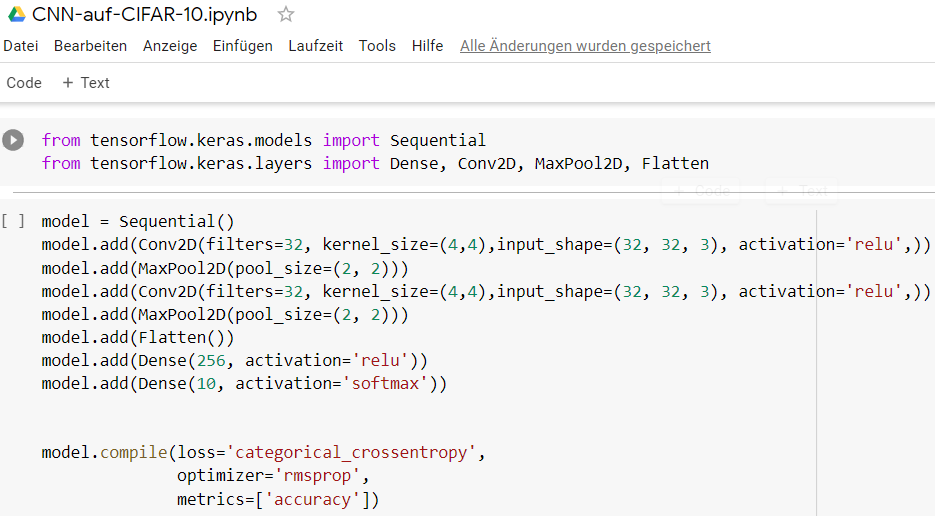 CNN-auf-CIFAR-10.ipynb
Datei Bearbeiten Anzeige Einfügen Laufzeit Tools Hilfe Alle Änderungen wurden gespeichert
Code + Text
from tensorflow.keras.models import Sequential
from tensorflow.keras.layers import Dense, Conv2D, MaxPool2D, Flatten
+ Code + Text
[ ] model = Sequential()
model.add(Conv2D(filters=32, kernel_size=(4,4),input_shape=(32, 32, 3), activation='relu',))
model.add(MaxPool2D(pool_size=(2, 2)))
model.add(Conv2D(filters=32, kernel_size=(4,4),input_shape=(32, 32, 3), activation='relu',))
model.add(MaxPool2D(pool_size=(2, 2)))
model.add(Flatten())
model.add(Dense(256, activation='relu'))
model.add(Dense(10, activation='softmax'))
model.compile(loss='categorical_crossentropy',
optimizer='rmsprop',
metrics=['accuracy'])